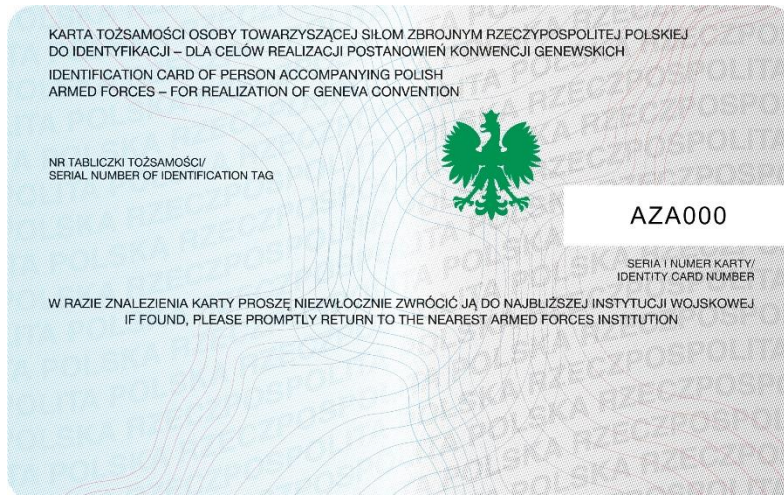 KARTA TOŻSAMOŚCI OSOBY TOWARZYSZĄCEJ SIŁOM ZBROJNYM RZECZYPOSPOLITEJ POLSKIEJ
DO IDENTYFIKACJI – DLA CELÓW REALIZACJI POSTANOWIEŃ KONWENCJI GENEWSKICH
IDENTIFICATION CARD OF PERSON ACCOMPANYING POLISH
ARMED FORCES – FOR REALIZATION OF GENEVA CONVENTION
NR TABLICZKI TOŻSAMOŚCI/
SERIAL NUMBER OF IDENTIFICATION TAG
AZA000
SERIA I NUMER KARTY/
IDENTITY CARD NUMBER
W RAZIE ZNALEZIENIA KARTY PROSZĘ NIEZWŁOCZNIE ZWRÓCIĆ JĄ DO NAJBLIŻSZEJ INSTYTUCJI WOJSKOWEJ
IF FOUND, PLEASE PROMPTLY RETURN TO THE NEAREST ARMED FORCES INSTITUTION